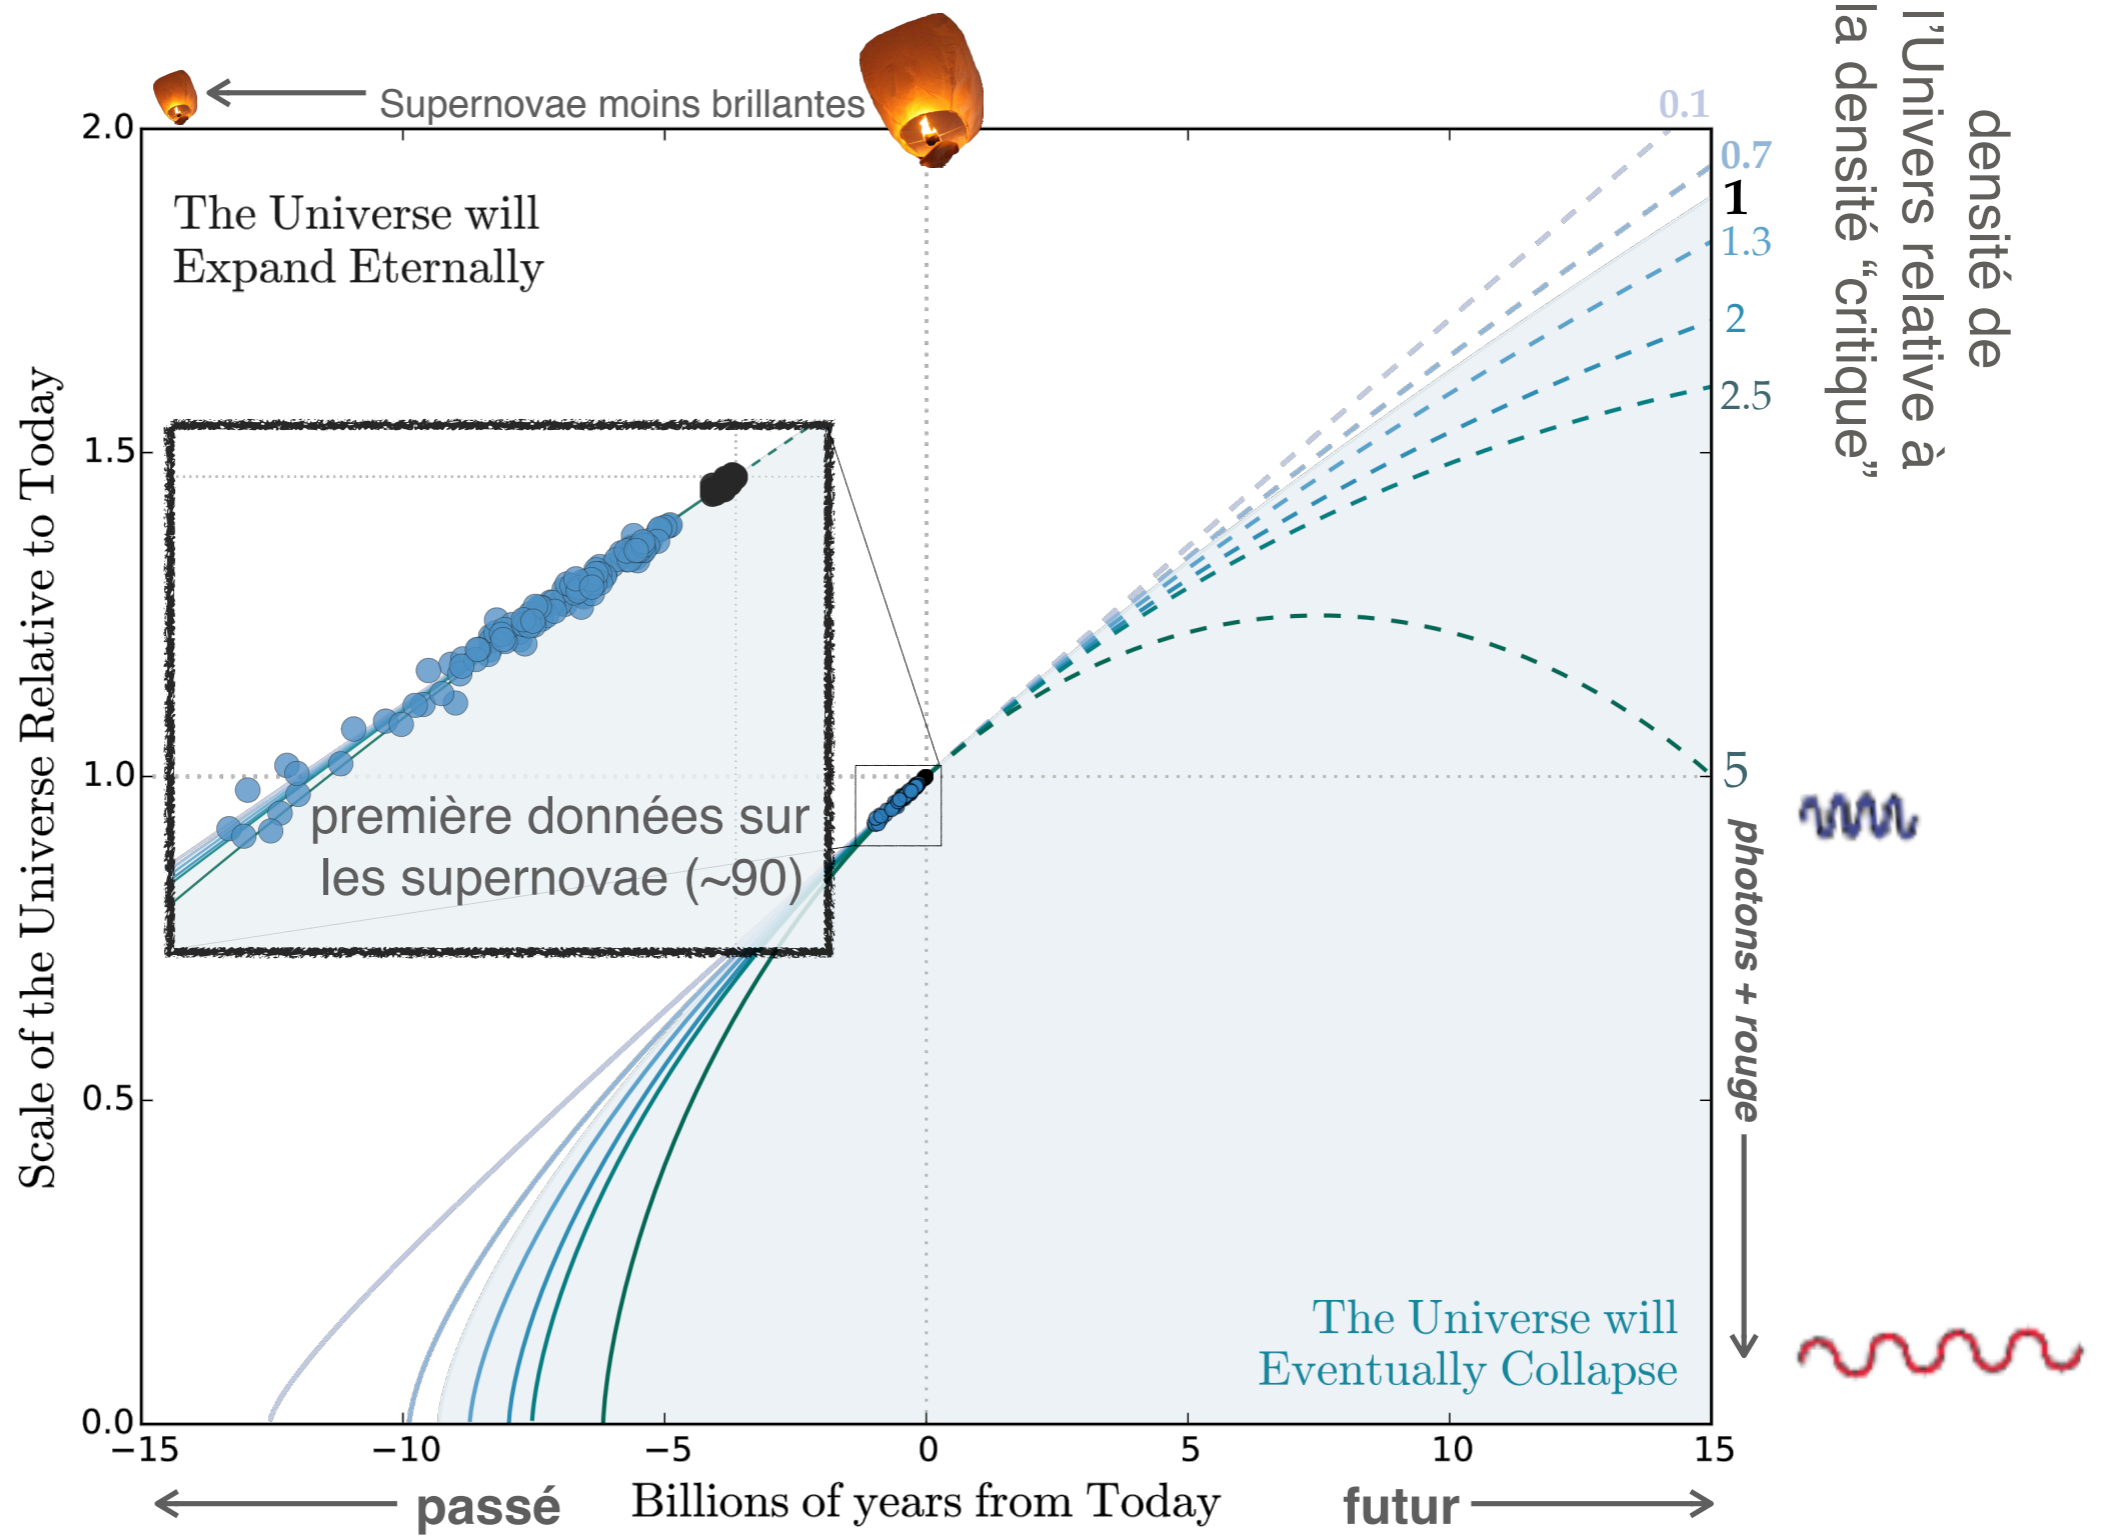 Supernovae moins brillantes
2.0
1.5
1.0
0.5
0.0
Scale of the Universe Relative to Today
The Universe will
Expand Eternally
première données sur
les supernovae (~90)
0.1
0.7
1
1.3
2
2.5
5
densité de
l'Univers relative à
la densité “critique”
photons + rouge
The Universe will
Eventually Collapse
−15
−10
−5
0
5
10
15
passé
Billions of years from Today
futur